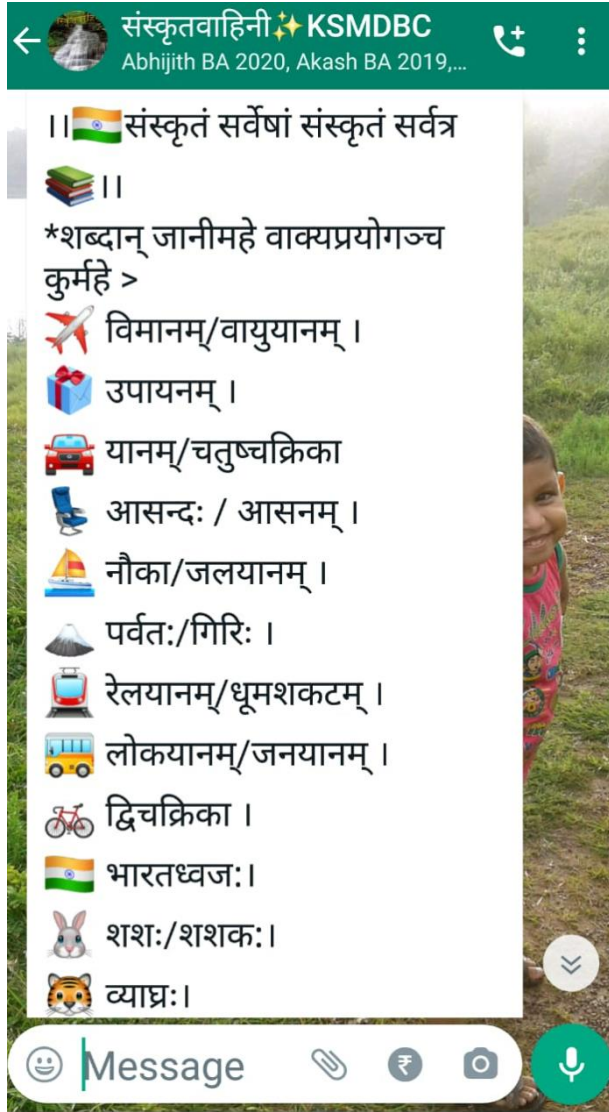 संस्कृतवाहिनी✨KSMDBC
Abhijith BA 2020, Akash BA 2019,...
।।🇮🇳संस्कृतं सर्वेषां संस्कृतं सर्वत्र
📚।।
*शब्दान् जानीमहे वाक्यप्रयोगञ्च
कुर्महे >
✈️ विमानम्/वायुयानम् ।
🎁 उपायनम् ।
🚘 यानम्/चतुष्चक्रिका
💺 आसन्दः / आसनम् ।
⛵ नौका/जलयानम् ।
🗻 पर्वत:/गिरिः ।
🚊 रेलयानम्/धूमशकटम् ।
🚌 लोकयानम्/जनयानम् ।
🚲 द्विचक्रिका ।
🇮🇳 भारतध्वज:।
🐰 शशः/शशक:।
🐯 व्याघ्र:।
Message
₹